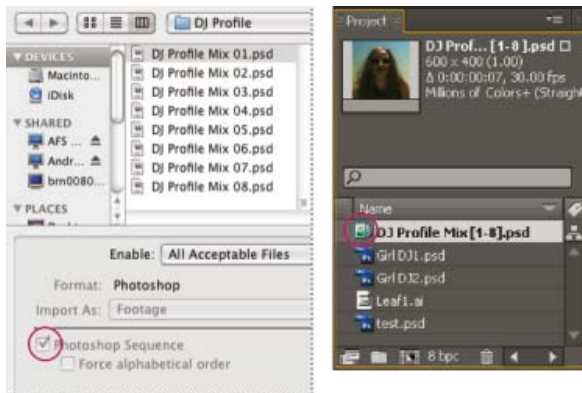 DJ Profile
DEVICES
Macinto...
iDisk
SHARED
AFS ...
Andr...
brn0080...
PLACES
DJ Profile Mix 01.psd
DJ Profile Mix 02.psd
DJ Profile Mix 03.psd
DJ Profile Mix 04.psd
DJ Profile Mix 05.psd
DJ Profile Mix 06.psd
DJ Profile Mix 07.psd
DJ Profile Mix 08.psd
Enable: All Acceptable Files
Format: Photoshop
Import As: Footage
Photoshop Sequence
Force alphabetical order
Project
DJ Prof... [1-8].psd
600 x 400 (1.00)
Δ 0:00:00:07, 30.00 fps
Millions of Colors+ (Straight
Name
DJ Profile Mix[1-8].psd
Girl DJ1.psd
Girl DJ2.psd
Leaf1.ai
test.psd
8 bpc